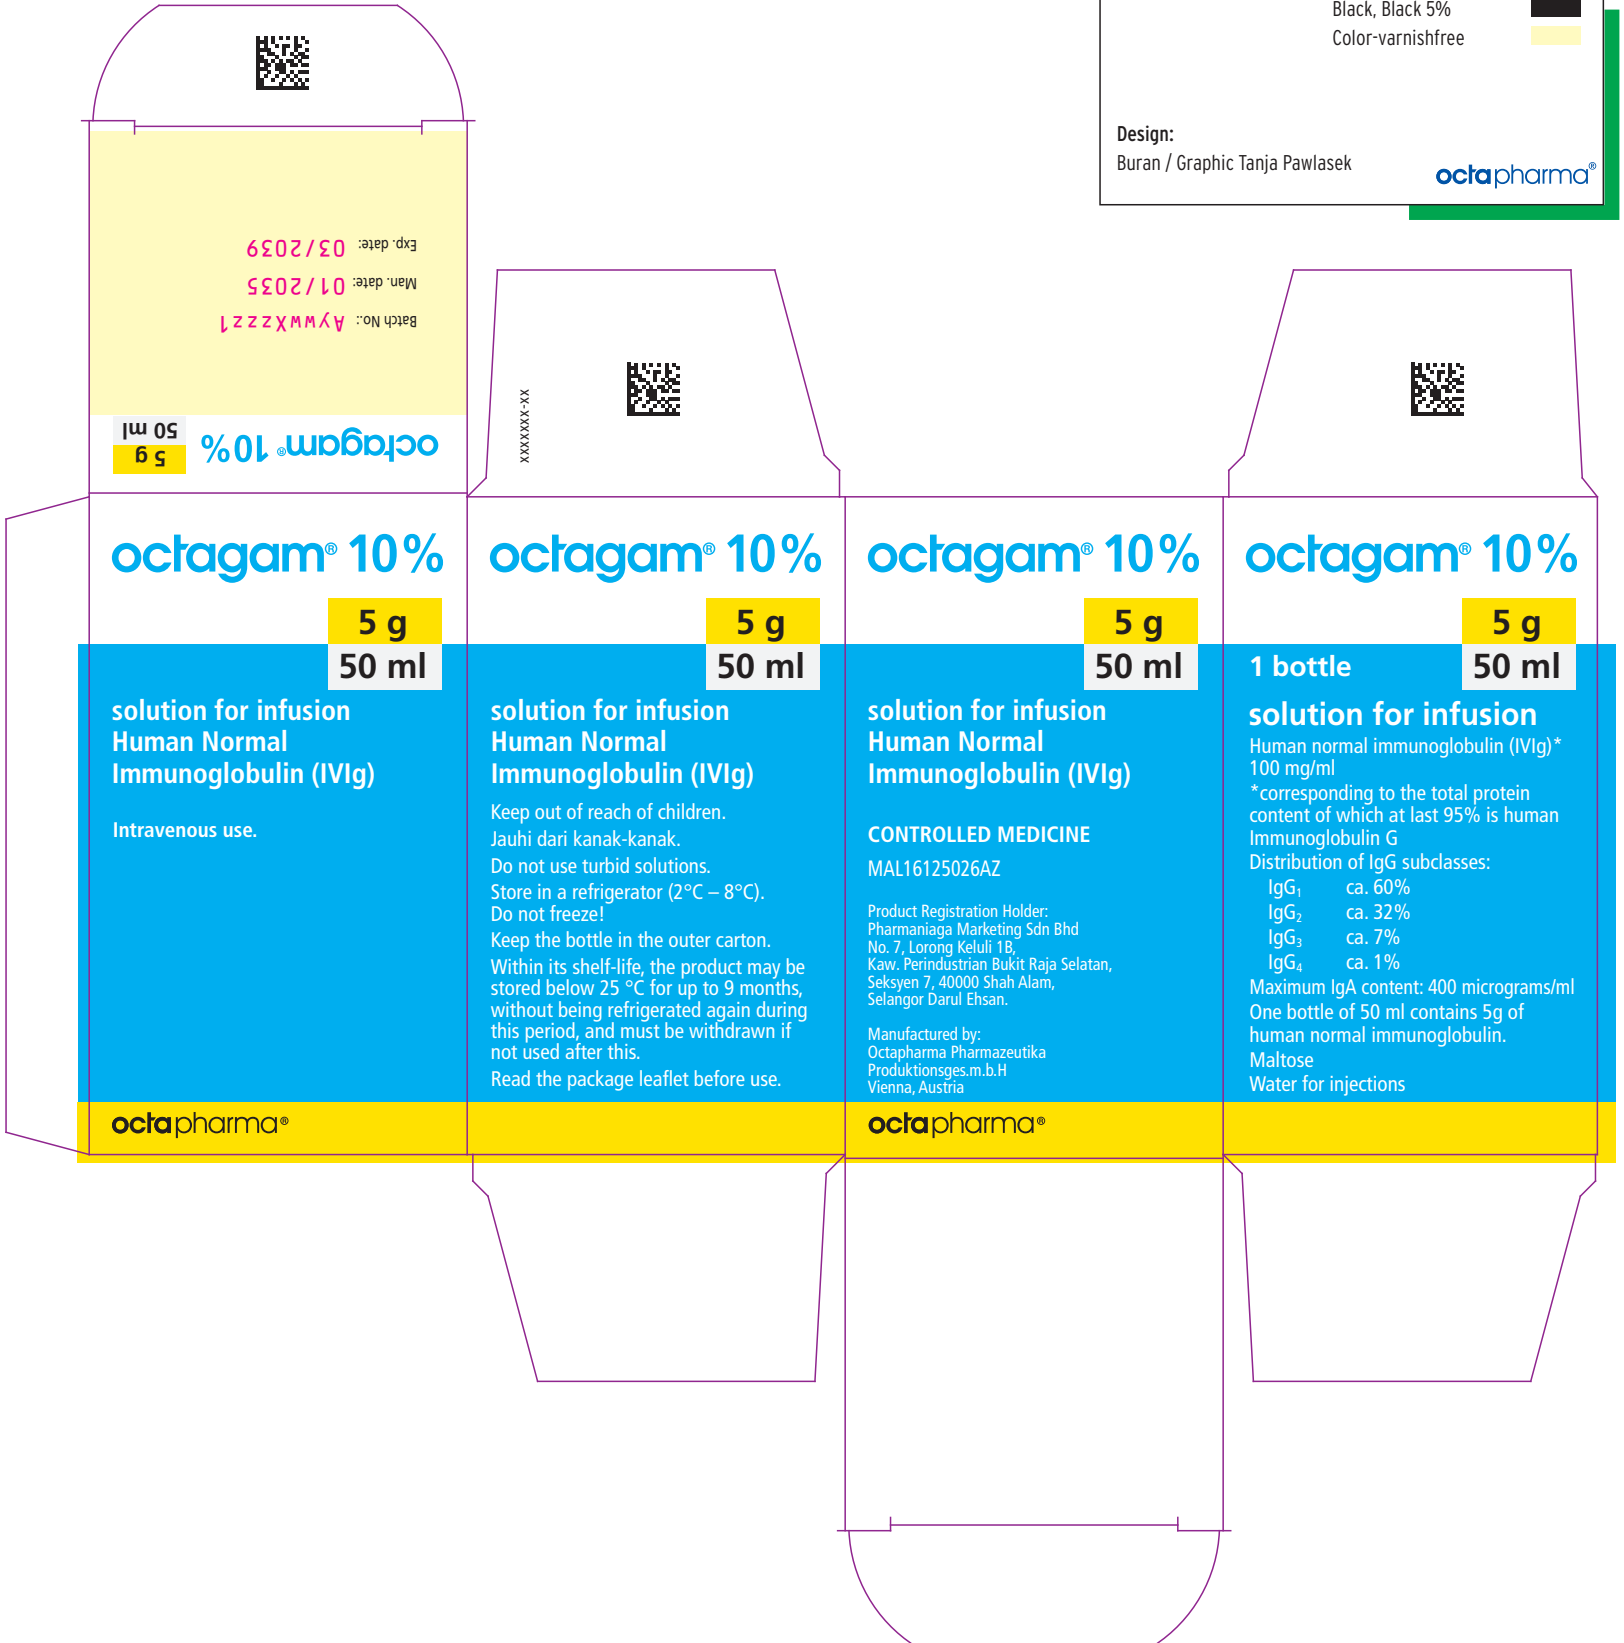 Black, Black 5%
Color-varnishfree
Design:
Buran / Graphic Tanja Pawlasek
octapharma®
Exp. date: 03/2039
Man. date: 01/2035
Batch No.: AywwXzzz1
octagam® 10%
5 g
50 ml
xxxxxxx-xx
octagam® 10%
5 g
50 ml
solution for infusion
Human Normal
Immunoglobulin (IVIg)
Intravenous use.
octapharma®
octagam® 10%
5 g
50 ml
solution for infusion
Human Normal
Immunoglobulin (IVIg)
Keep out of reach of children.
Jauhi dari kanak-kanak.
Do not use turbid solutions.
Store in a refrigerator (2°C – 8°C).
Do not freeze!
Keep the bottle in the outer carton.
Within its shelf-life, the product may be
stored below 25 °C for up to 9 months,
without being refrigerated again during
this period, and must be withdrawn if
not used after this.
Read the package leaflet before use.
octagam® 10%
5 g
50 ml
solution for infusion
Human Normal
Immunoglobulin (IVIg)
CONTROLLED MEDICINE
MAL16125026AZ
Product Registration Holder:
Pharmaniaga Marketing Sdn Bhd
No. 7, Lorong Keluli 1B,
Kaw. Perindustrian Bukit Raja Selatan,
Seksyen 7, 40000 Shah Alam,
Selangor Darul Ehsan.
Manufactured by:
Octapharma Pharmazeutika
Produktionsges.m.b.H
Vienna, Austria
octapharma®
octagam® 10%
5 g
50 ml
1 bottle
solution for infusion
Human normal immunoglobulin (IVIg)*
100 mg/ml
*corresponding to the total protein
content of which at last 95% is human
Immunoglobulin G
Distribution of IgG subclasses:
IgG₁ ca. 60%
IgG₂ ca. 32%
IgG₃ ca. 7%
IgG₄ ca. 1%
Maximum IgA content: 400 micrograms/ml
One bottle of 50 ml contains 5g of
human normal immunoglobulin.
Maltose
Water for injections